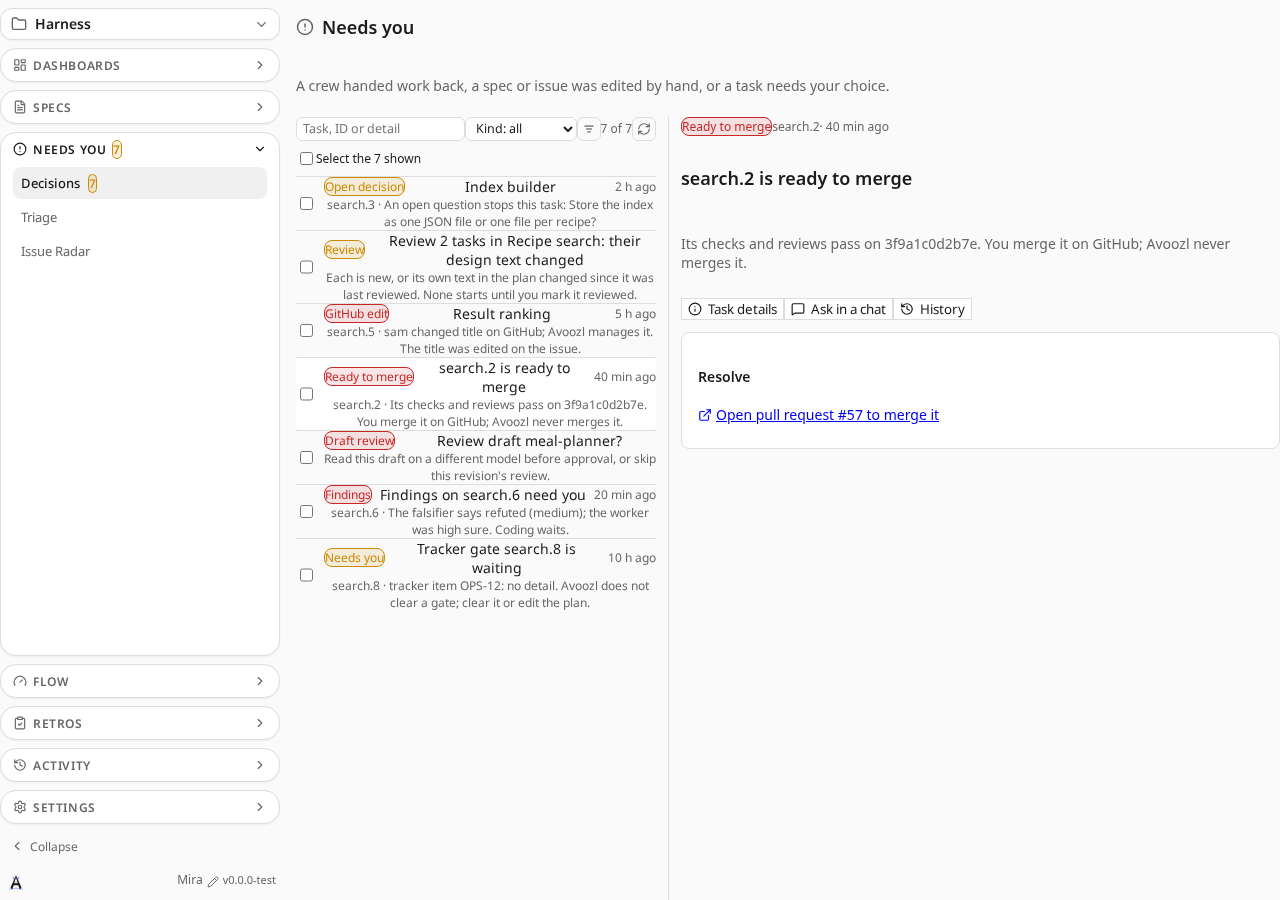 Harness
DASHBOARDS
SPECS
NEEDS YOU 7
Decisions 7
Triage
Issue Radar
FLOW
RETROS
ACTIVITY
SETTINGS
Collapse
A
Mira v0.0.0-test
Needs you
A crew handed work back, a spec or issue was edited by hand, or a task needs your choice.
Task, ID or detail Kind: all 7 of 7
Select the 7 shown
Open decision Index builder 2 h ago
search.3 · An open question stops this task: Store the index
as one JSON file or one file per recipe?
Review Review 2 tasks in Recipe search: their
design text changed
Each is new, or its own text in the plan changed since it was
last reviewed. None starts until you mark it reviewed.
GitHub edit Result ranking 5 h ago
search.5 · sam changed title on GitHub; Avoozl manages it.
The title was edited on the issue.
Ready to merge search.2 is ready to
merge 40 min ago
search.2 · Its checks and reviews pass on 3f9a1c0d2b7e.
You merge it on GitHub; Avoozl never merges it.
Draft review Review draft meal-planner?
Read this draft on a different model before approval, or skip
this revision's review.
Findings Findings on search.6 need you 20 min ago
search.6 · The falsifier says refuted (medium); the worker
was high sure. Coding waits.
Needs you Tracker gate search.8 is
waiting 10 h ago
search.8 · tracker item OPS-12: no detail. Avoozl does not
clear a gate; clear it or edit the plan.
Ready to merge search.2 · 40 min ago
search.2 is ready to merge
Its checks and reviews pass on 3f9a1c0d2b7e. You merge it on GitHub; Avoozl never
merges it.
Task details Ask in a chat History
Resolve
Open pull request #57 to merge it